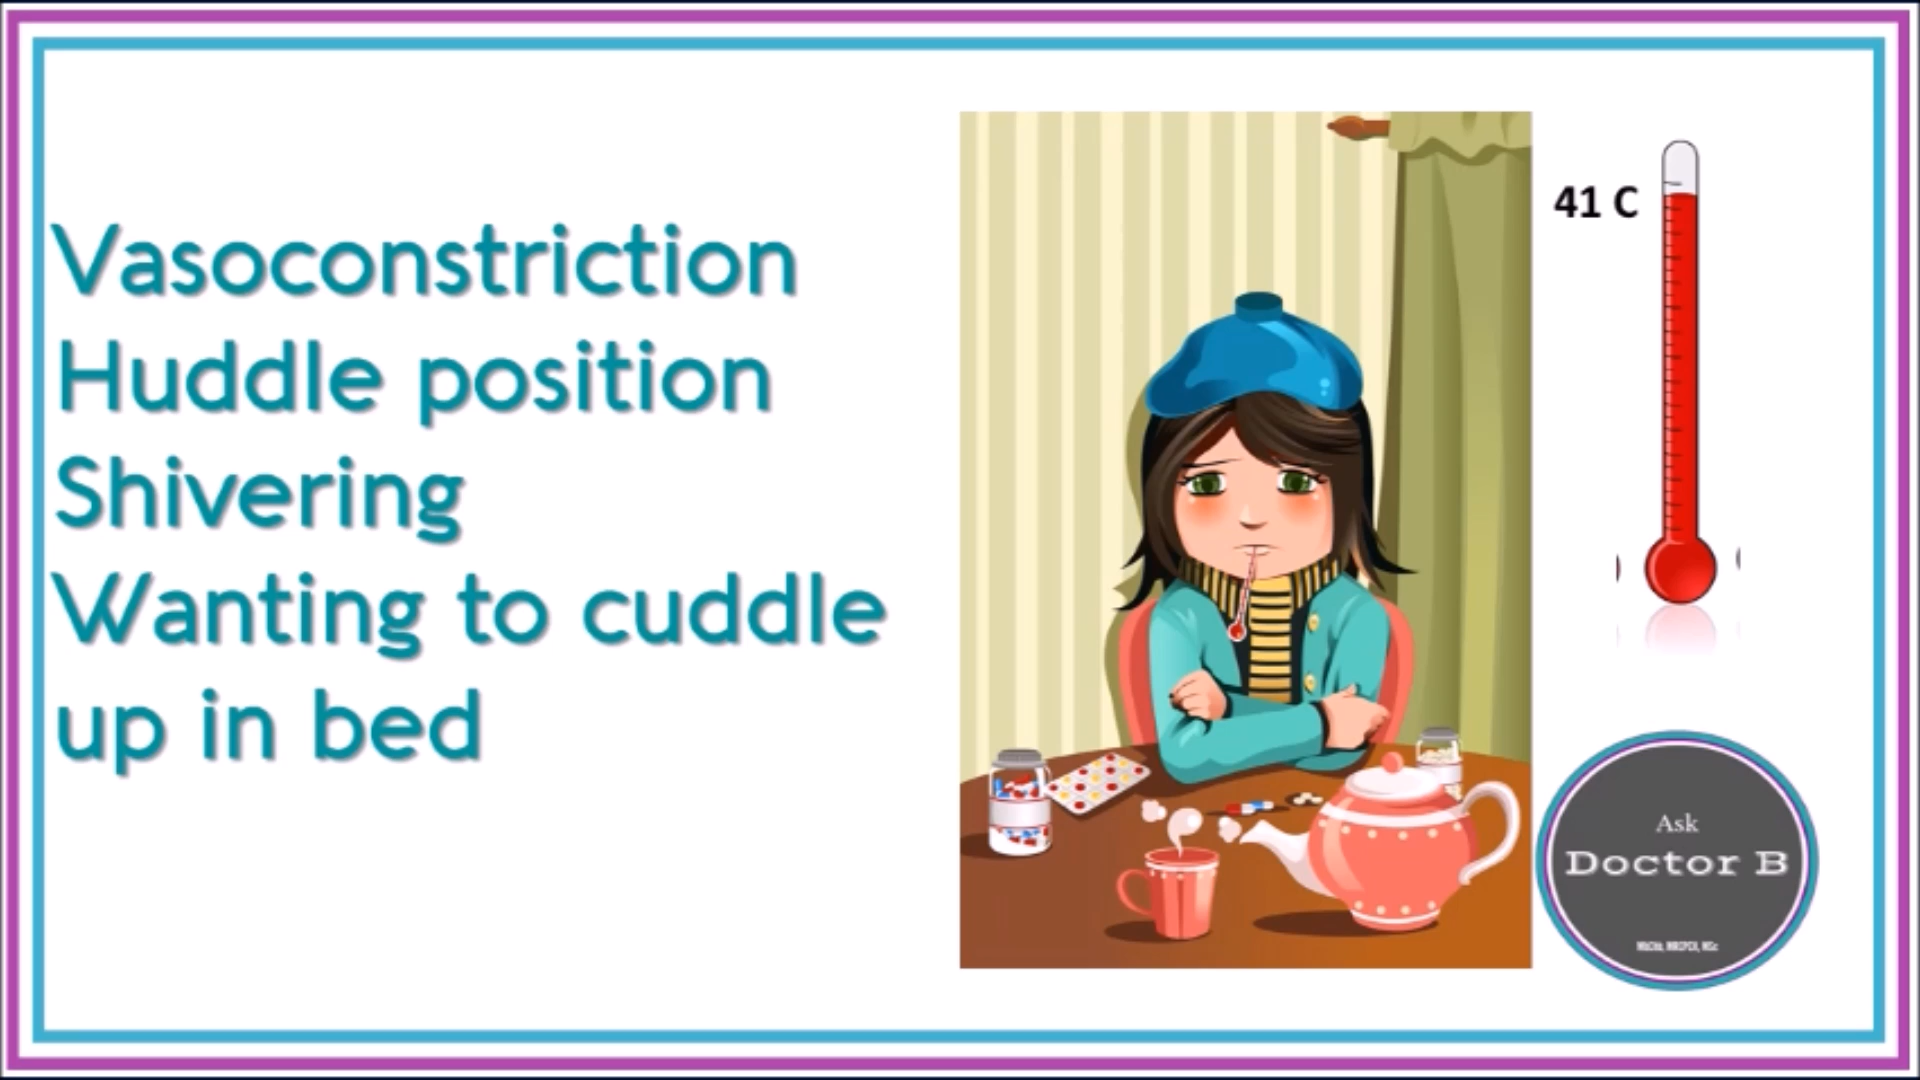 Vasoconstriction
Huddle position
Shivering
Wanting to cuddle
up in bed
41 C
Ask
Doctor B